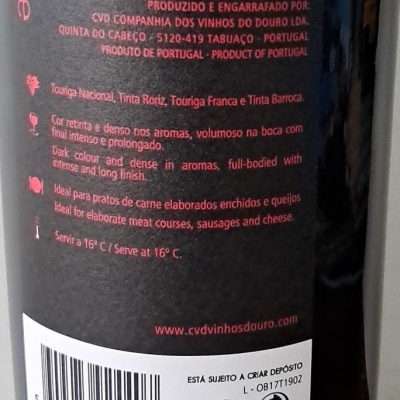 PRODUZIDO E ENGARRAFADO POR:
CVD COMPANHIA DOS VINHOS DO DOURO LDA.
QUINTA DO CABEÇO - 5120-419 TABUAÇO - PORTUGAL
PRODUTO DE PORTUGAL · PRODUCT OF PORTUGAL
Touriga Nacional, Tinta Roriz, Touriga Franca e Tinta Barroca.
Cor retinta e denso nos aromas, volumoso na boca com
final intenso e prolongado.
Dark colour and dense in aromas, full-bodied with
intense and long finish.
Ideal para pratos de carne elaborados enchidos e queijos
Ideal for elaborate meat courses, sausages and cheese.
Servir a 16º C / Serve at 16º C.
www.cvdvinhosdouro.com
ESTÁ SUJEITO A CRIAR DEPÓSITO
L - OB17T1902